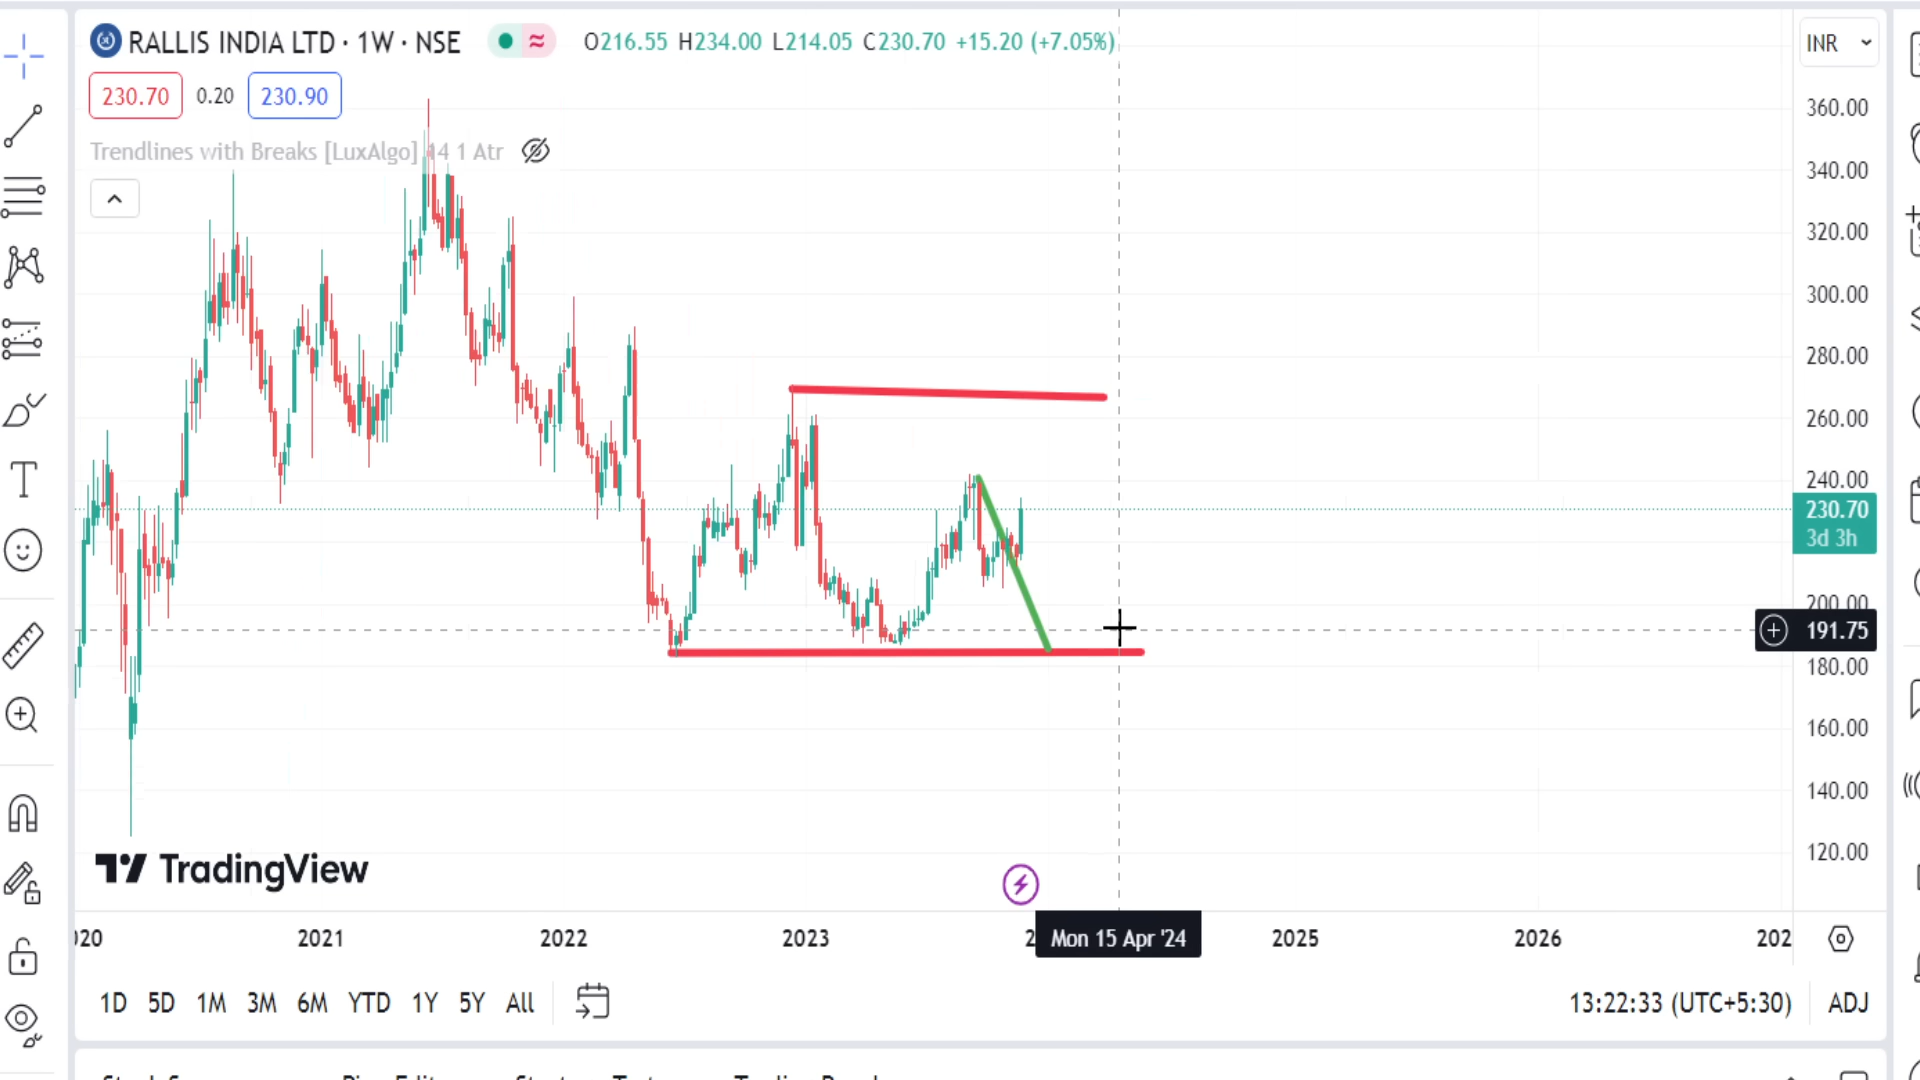 RALLIS INDIA LTD · 1W · NSE O216.55 H234.00 L214.05 C230.70 +15.20 (+7.05%)
INR
230.70 0.20 230.90
Trendlines with Breaks [LuxAlgo] 14 1 Atr
360.00
340.00
320.00
300.00
280.00
260.00
240.00
230.70
3d 3h
200.00
191.75
180.00
160.00
140.00
120.00
TradingView
020 2021 2022 2023 2 Mon 15 Apr '24 2025 2026 202
1D 5D 1M 3M 6M YTD 1Y 5Y All 13:22:33 (UTC+5:30) ADJ